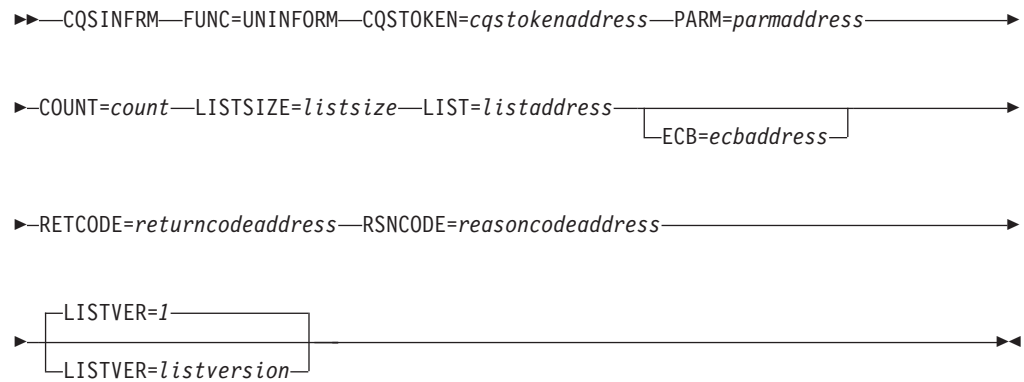 CQSINFRM FUNC=UNINFORM CQSTOKEN=cqstokenaddress PARM=parmaddress
COUNT=count LISTSIZE=listsize LIST=listaddress
ECB=ecbaddress
RETCODE=returncodeaddress RSNCODE=reasoncodeaddress
LISTVER=1
LISTVER=listversion